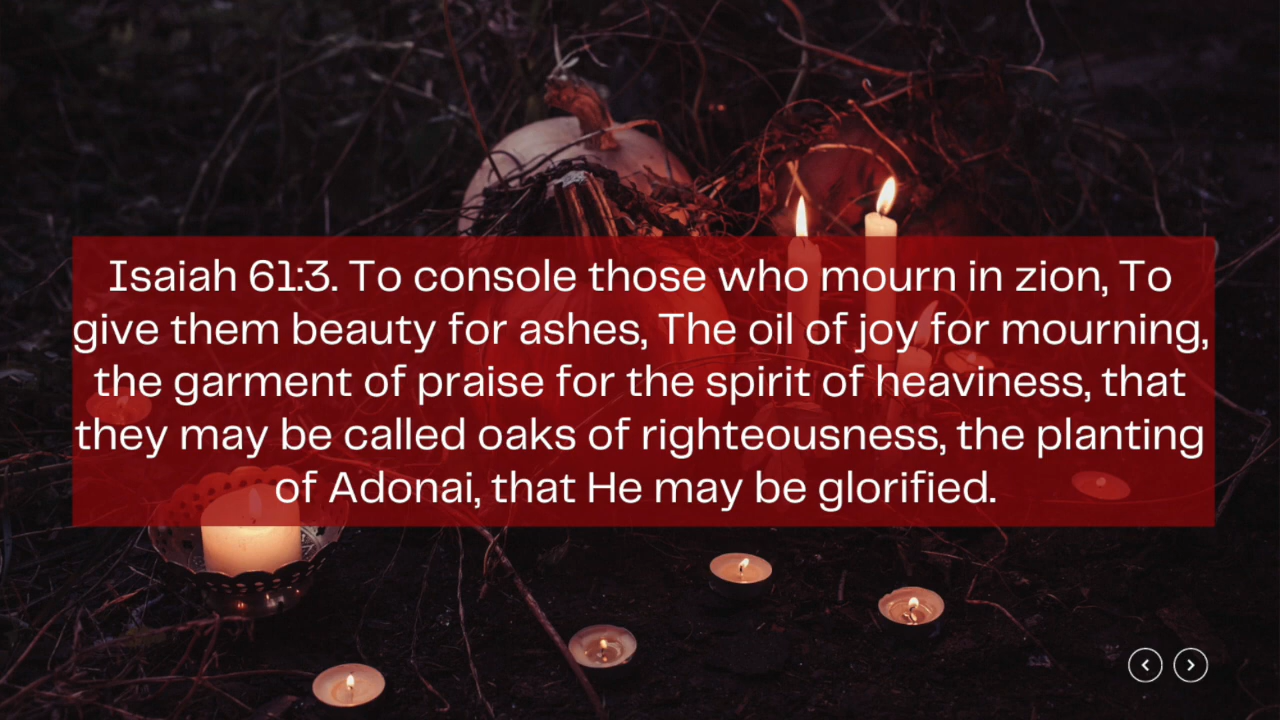 Isaiah 61:3. To console those who mourn in zion, To
give them beauty for ashes, The oil of joy for mourning,
the garment of praise for the spirit of heaviness, that
they may be called oaks of righteousness, the planting
of Adonai, that He may be glorified.